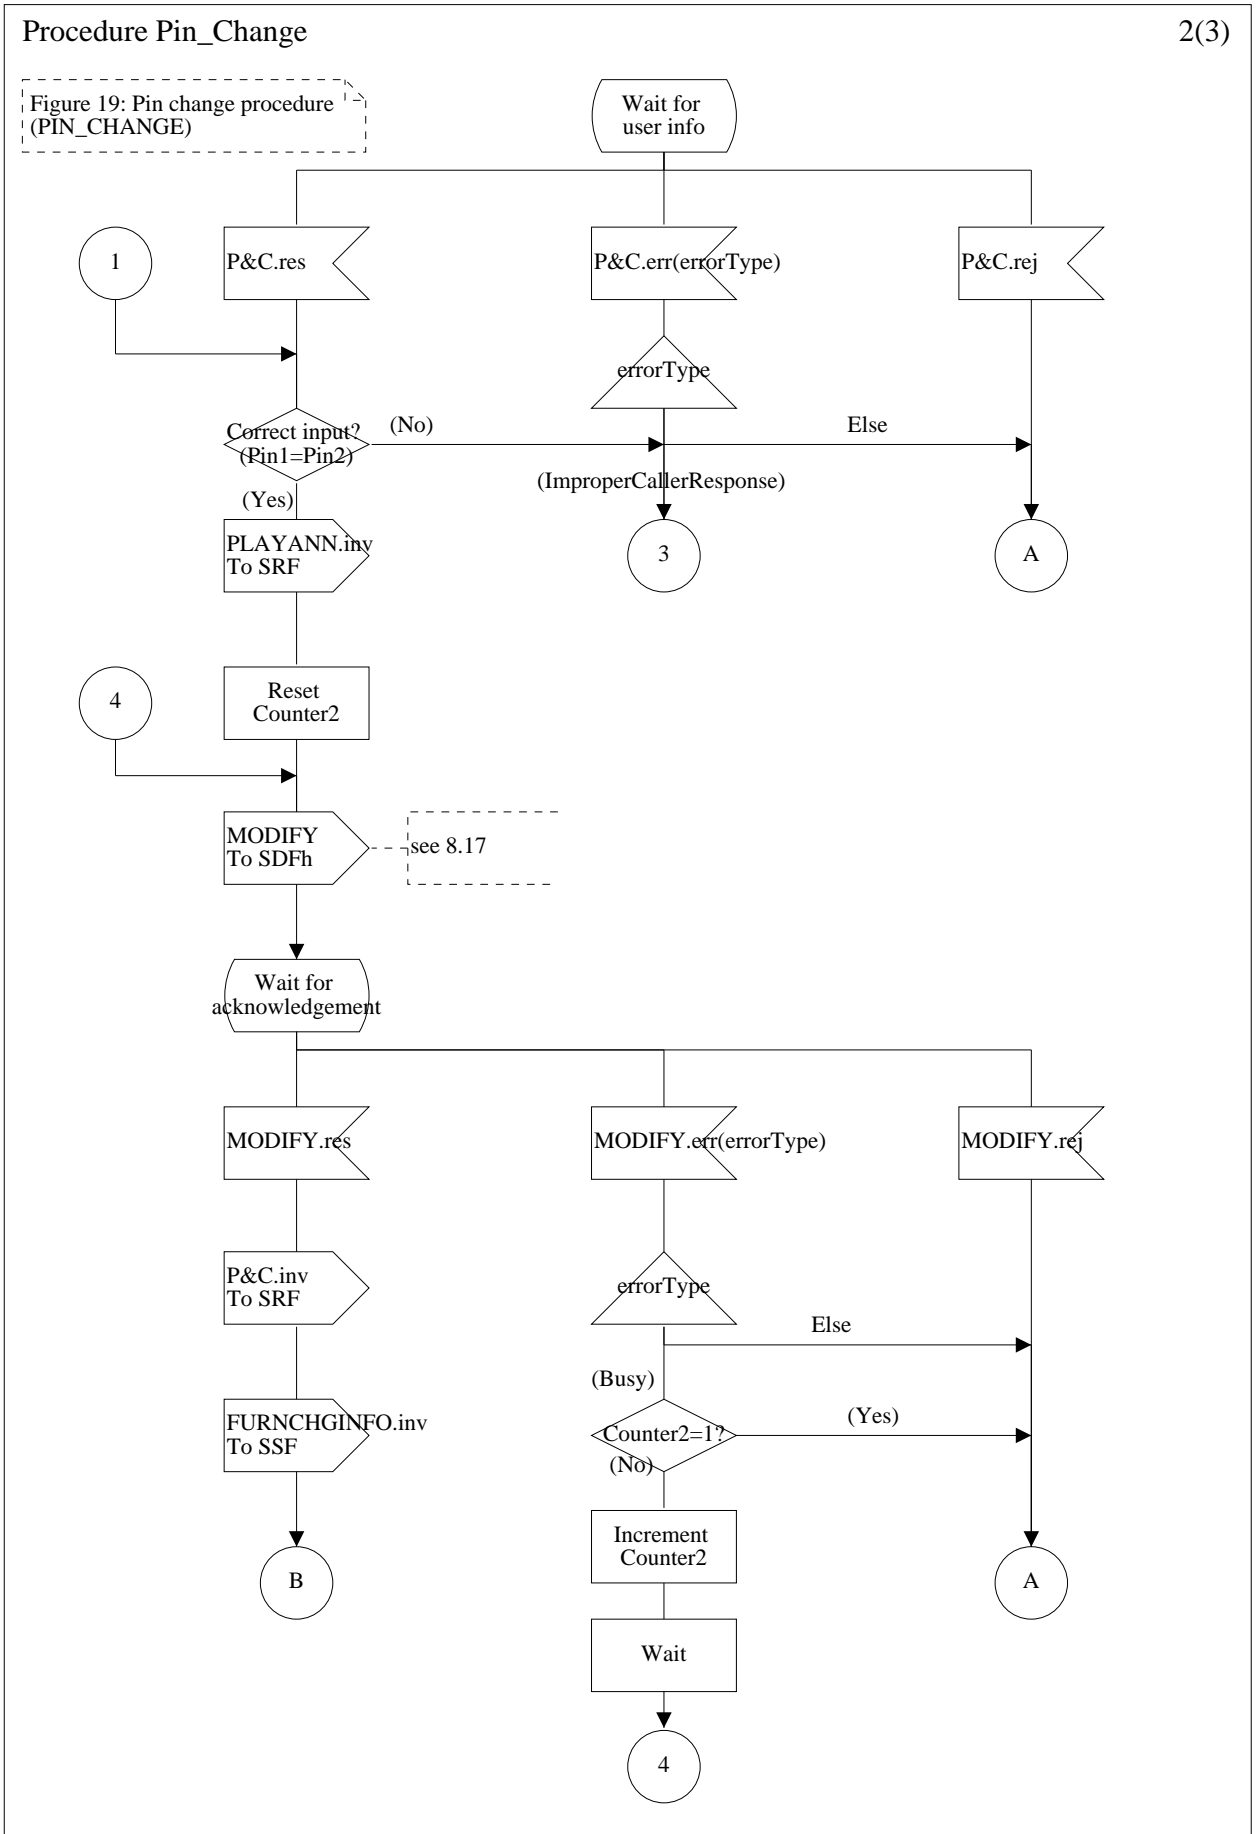 Procedure Pin_Change
2(3)
Figure 19: Pin change procedure
(PIN_CHANGE)
Wait for
user info
1
P&C.res
P&C.err(errorType)
P&C.rej
errorType
Correct input?
(Pin1=Pin2)
(No)
Else
(Yes)
(ImproperCallerResponse)
PLAYANN.inv
To SRF
3
A
4
Reset
Counter2
MODIFY
To SDFh
see 8.17
Wait for
acknowledgement
MODIFY.res
MODIFY.err(errorType)
MODIFY.rej
P&C.inv
To SRF
errorType
Else
(Busy)
FURNCHGINFO.inv
To SSF
Counter2=1?
(Yes)
(No)
Increment
Counter2
B
A
Wait
4